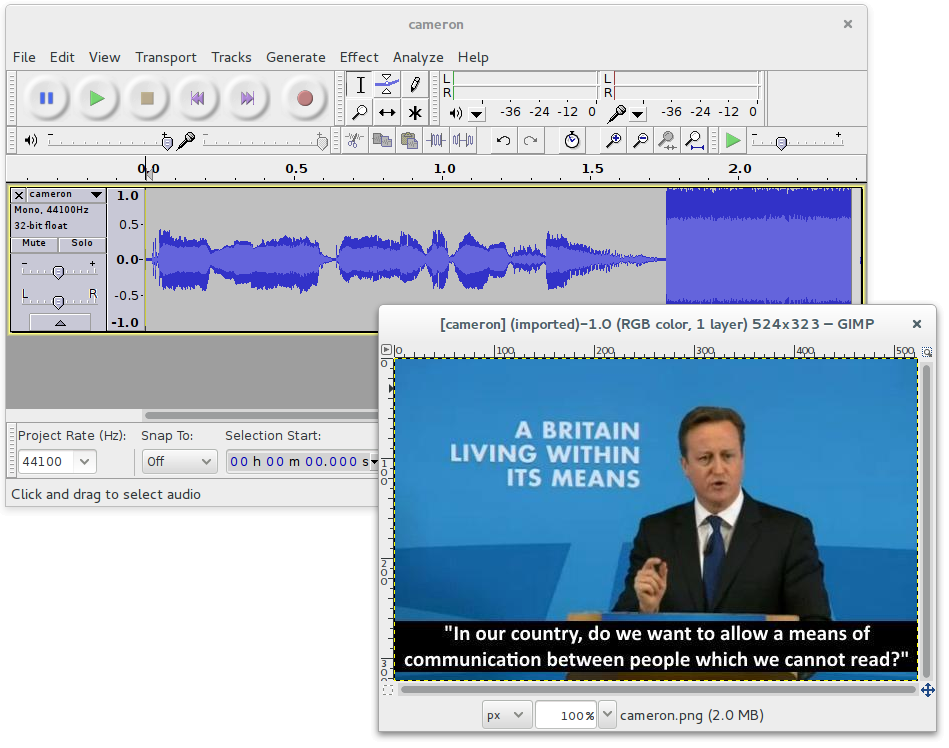 cameron
File Edit View Transport Tracks Generate Effect Analyze Help
L
R
L
R
-36 -24 -12 0
-36 -24 -12 0
0.0 0.5 1.0 1.5 2.0
cameron
Mono, 44100Hz
32-bit float
Mute Solo
- +
L R
1.0
0.5-
0.0-
-0.5-
-1.0
Project Rate (Hz): Snap To: Selection Start:
44100 Off 00 h 00 m 00.000 s
Click and drag to select audio
[cameron] (imported)-1.0 (RGB color, 1 layer) 524x323 – GIMP
0 100 200 300 400 500
0
100
200
300
A BRITAIN
LIVING WITHIN
ITS MEANS
"In our country, do we want to allow a means of
communication between people which we cannot read?"
px 100% cameron.png (2.0 MB)